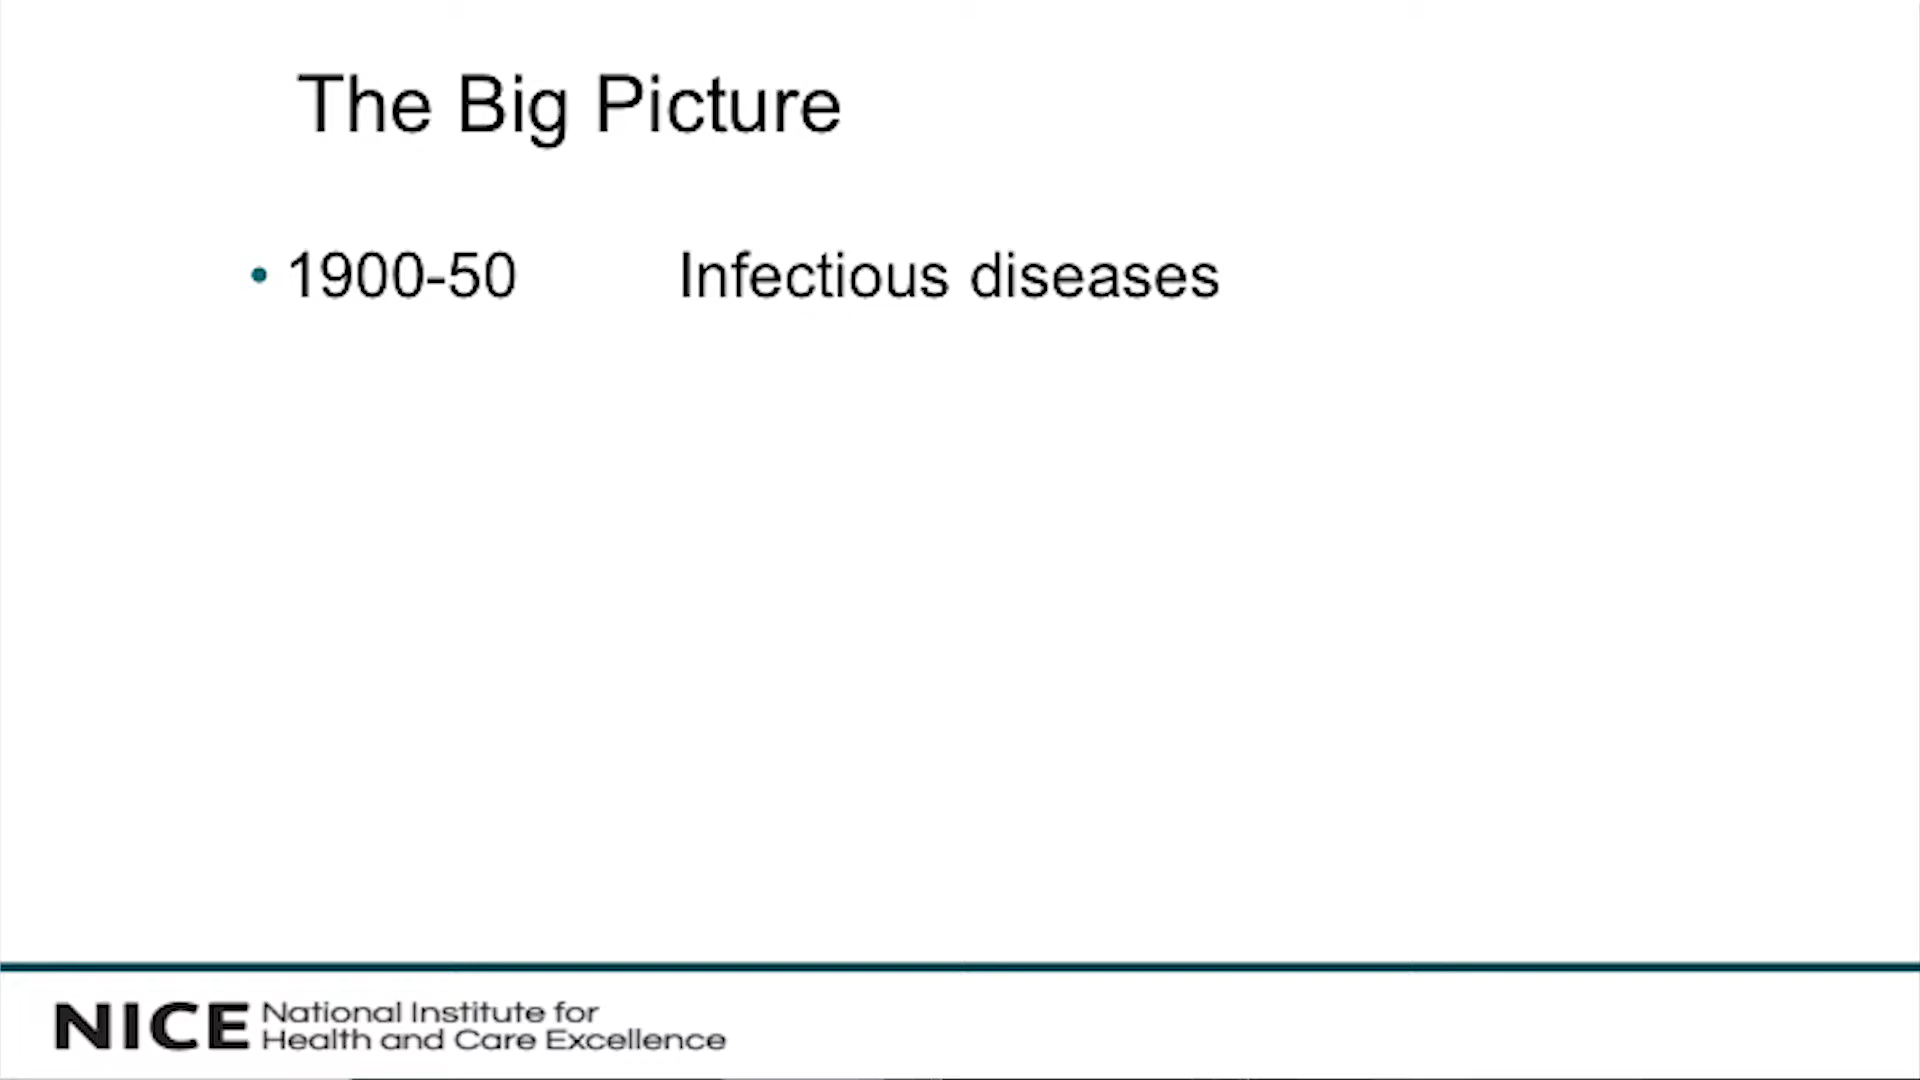 The Big Picture
• 1900-50 Infectious diseases
NICE National Institute for
Health and Care Excellence